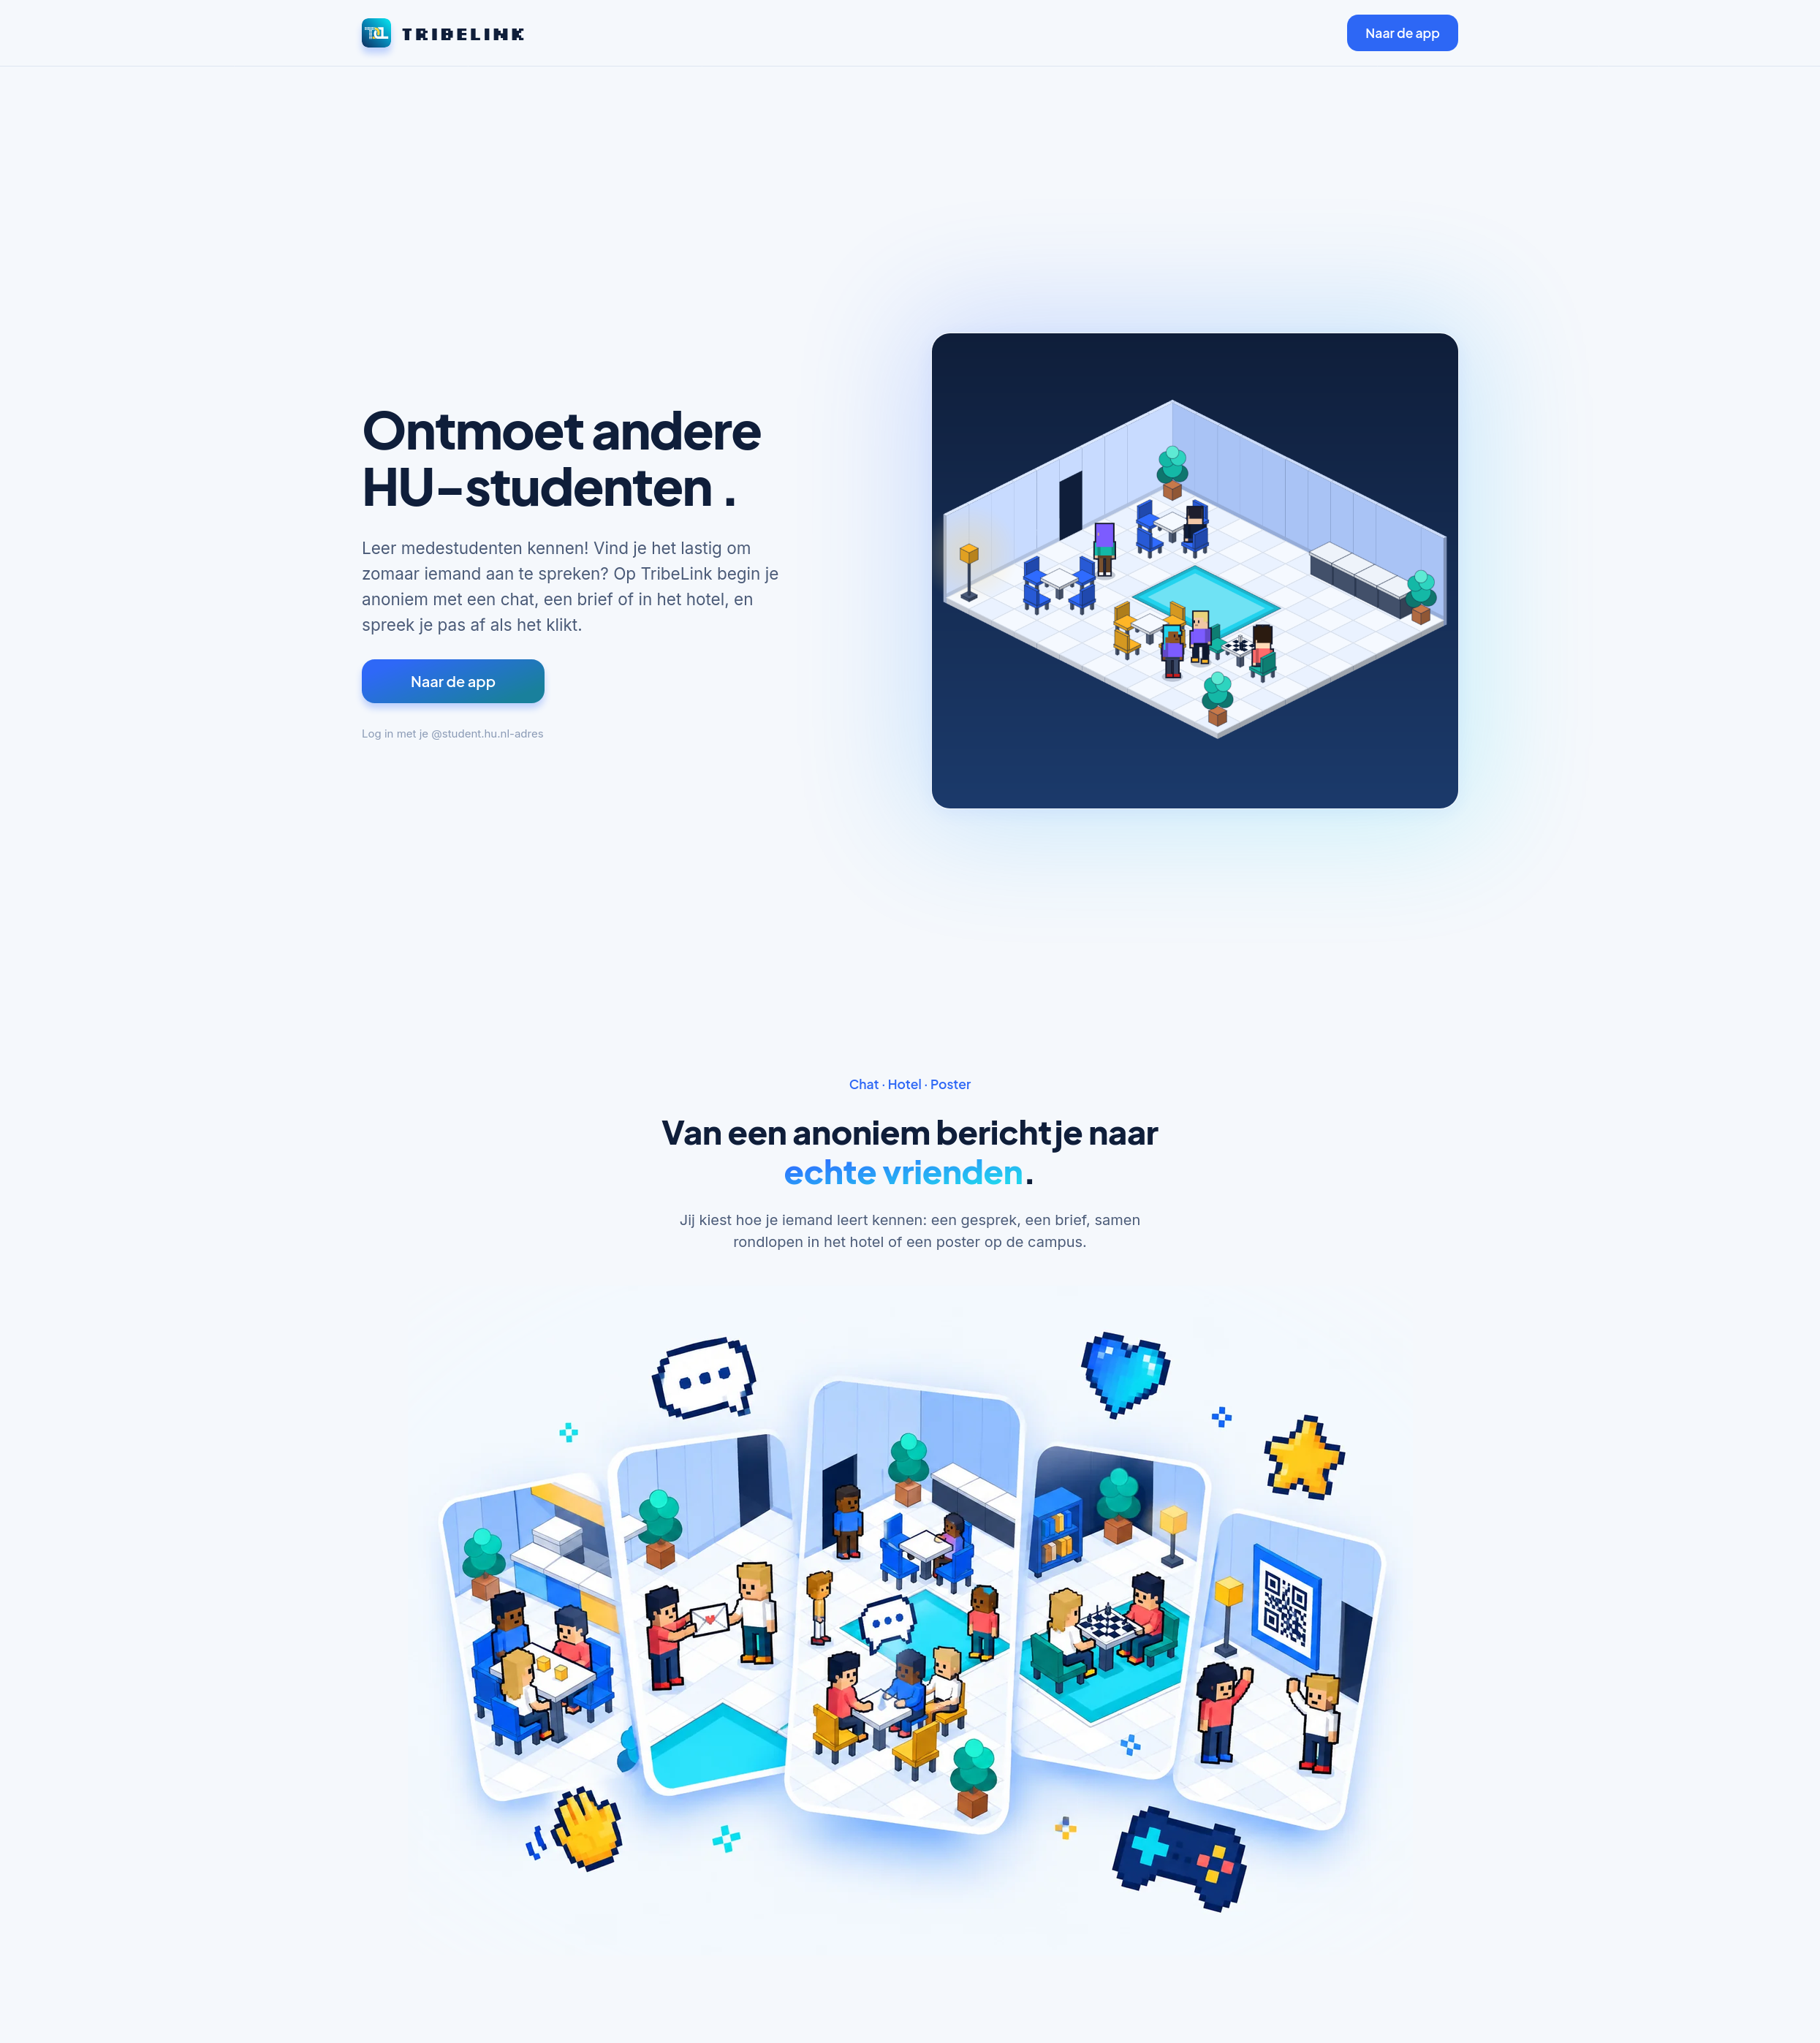 TRIBELINK
Naar de app
Ontmoet andere
HU-studenten .
Leer medestudenten kennen! Vind je het lastig om
zomaar iemand aan te spreken? Op TribeLink begin je
anoniem met een chat, een brief of in het hotel, en
spreek je pas af als het klikt.
Naar de app
Log in met je @student.hu.nl-adres
Chat · Hotel · Poster
Van een anoniem berichtje naar
echte vrienden.
Jij kiest hoe je iemand leert kennen: een gesprek, een brief, samen
rondlopen in het hotel of een poster op de campus.